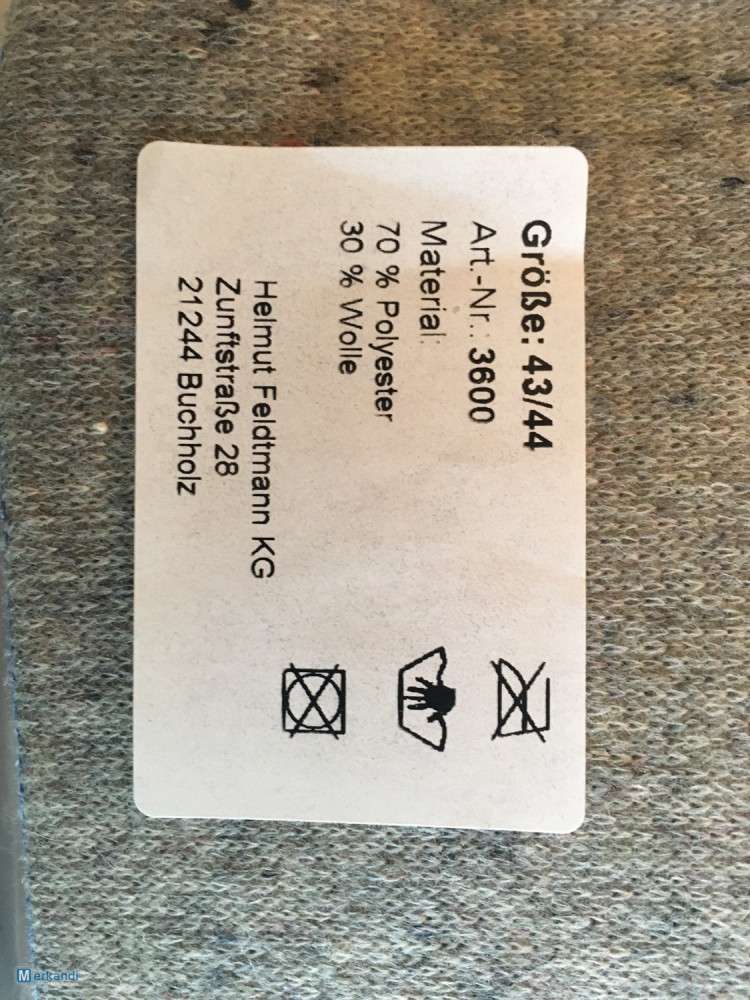 Größe: 43/44
Art.-Nr.: 3600
Material:
70 % Polyester
30 % Wolle
Helmut Feldtmann KG
Zunftstraße 28
21244 Buchholz
Merkandi